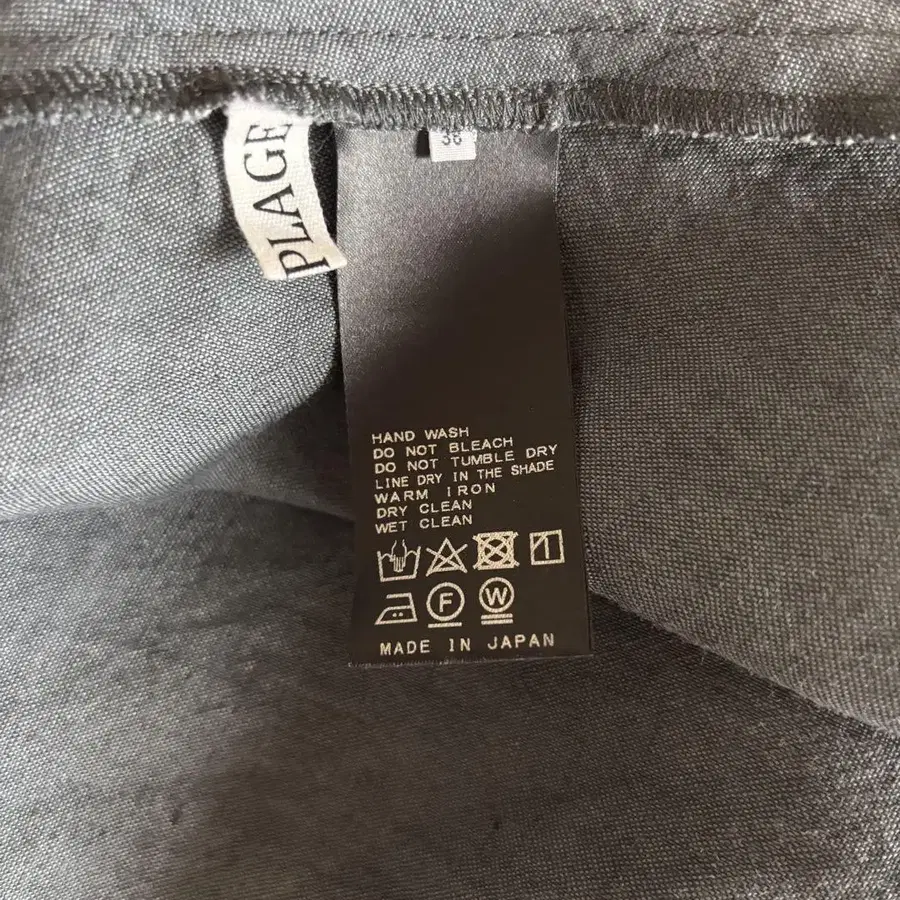 PLAGE
38
HAND WASH
DO NOT BLEACH
DO NOT TUMBLE DRY
LINE DRY IN THE SHADE
WARM IRON
DRY CLEAN
WET CLEAN
F W
MADE IN JAPAN